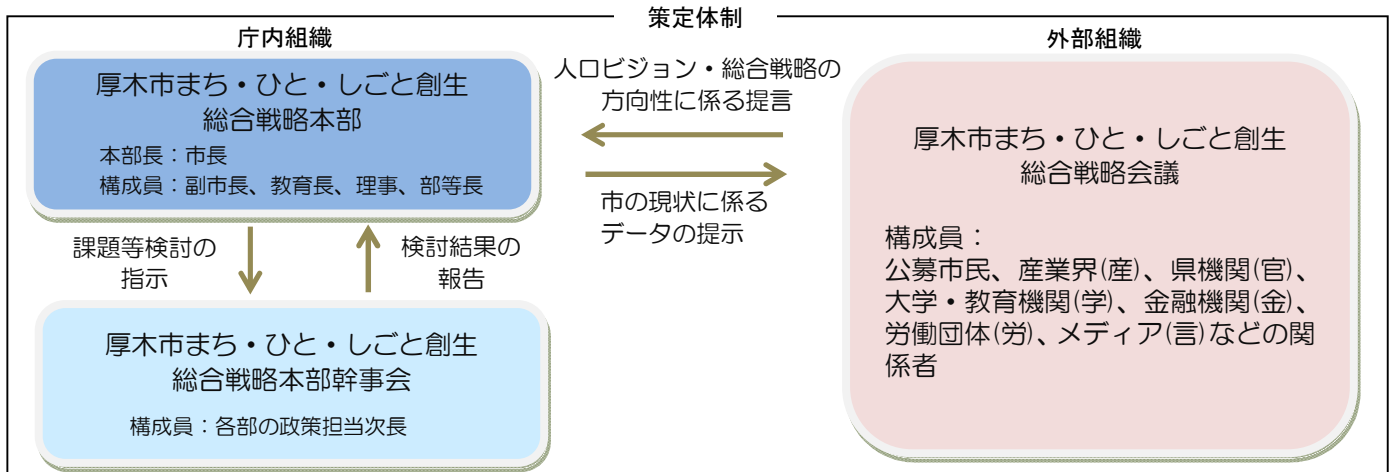 策定体制
庁内組織
外部組織
厚木市まち・ひと・しごと創生
総合戦略本部
本部長：市長
構成員：副市長、教育長、理事、部等長
人口ビジョン・総合戦略の
方向性に係る提言
市の現状に係る
データの提示
課題等検討の
指示
検討結果の
報告
厚木市まち・ひと・しごと創生
総合戦略本部幹事会
構成員：各部の政策担当次長
厚木市まち・ひと・しごと創生
総合戦略会議
構成員：
公募市民、産業界(産)、県機関(官)、
大学・教育機関(学)、金融機関(金)、
労働団体(労)、メディア(言)などの関
係者